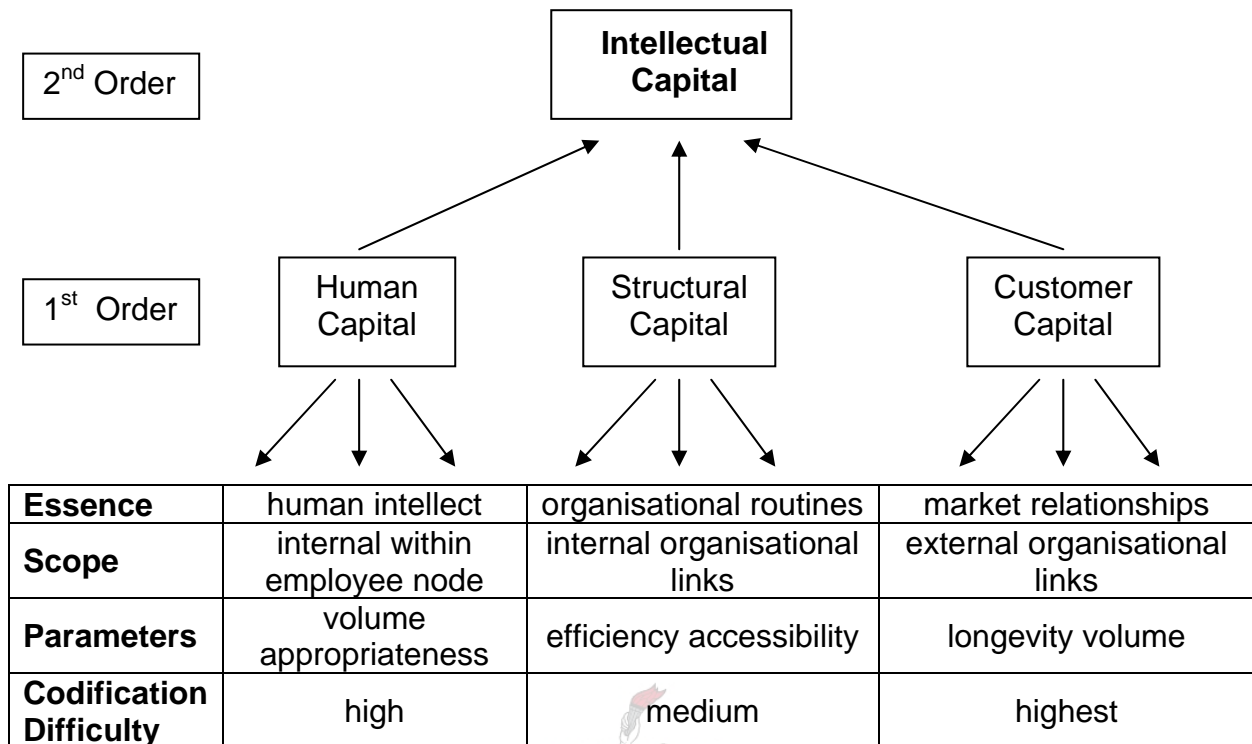 Intellectual
Capital
2nd Order
1st Order
Human
Capital
Structural
Capital
Customer
Capital
Essence human intellect organisational routines market relationships
Scope internal within
employee node internal organisational
links external organisational
links
Parameters volume
appropriateness efficiency accessibility longevity volume
Codification
Difficulty high medium highest